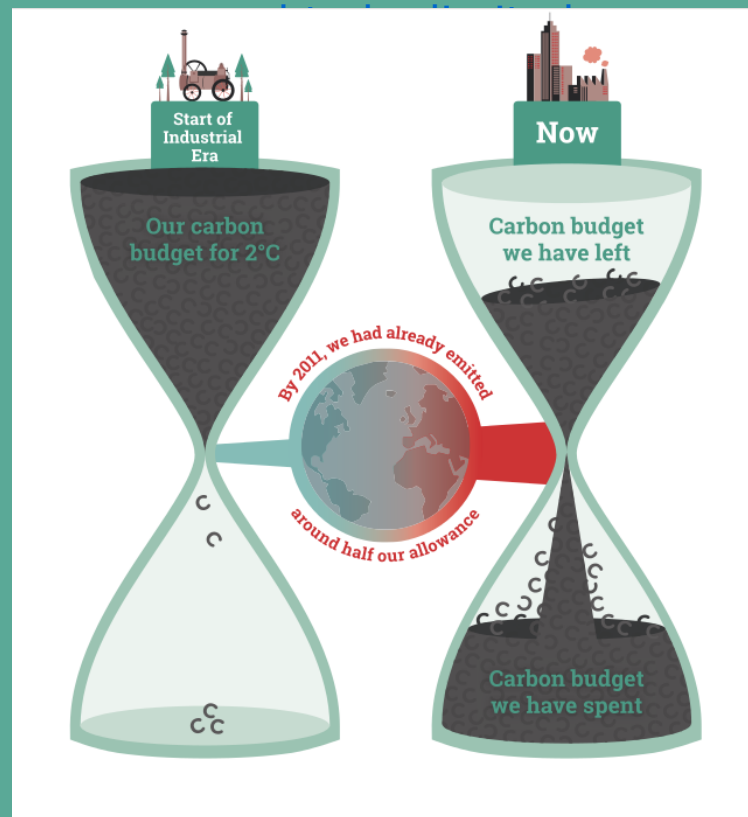 Start of
Industrial
Era
Now
Our carbon
budget for 2°C
Carbon budget
we have left
By 2011, we had already emitted
around half our allowance
Carbon budget
we have spent